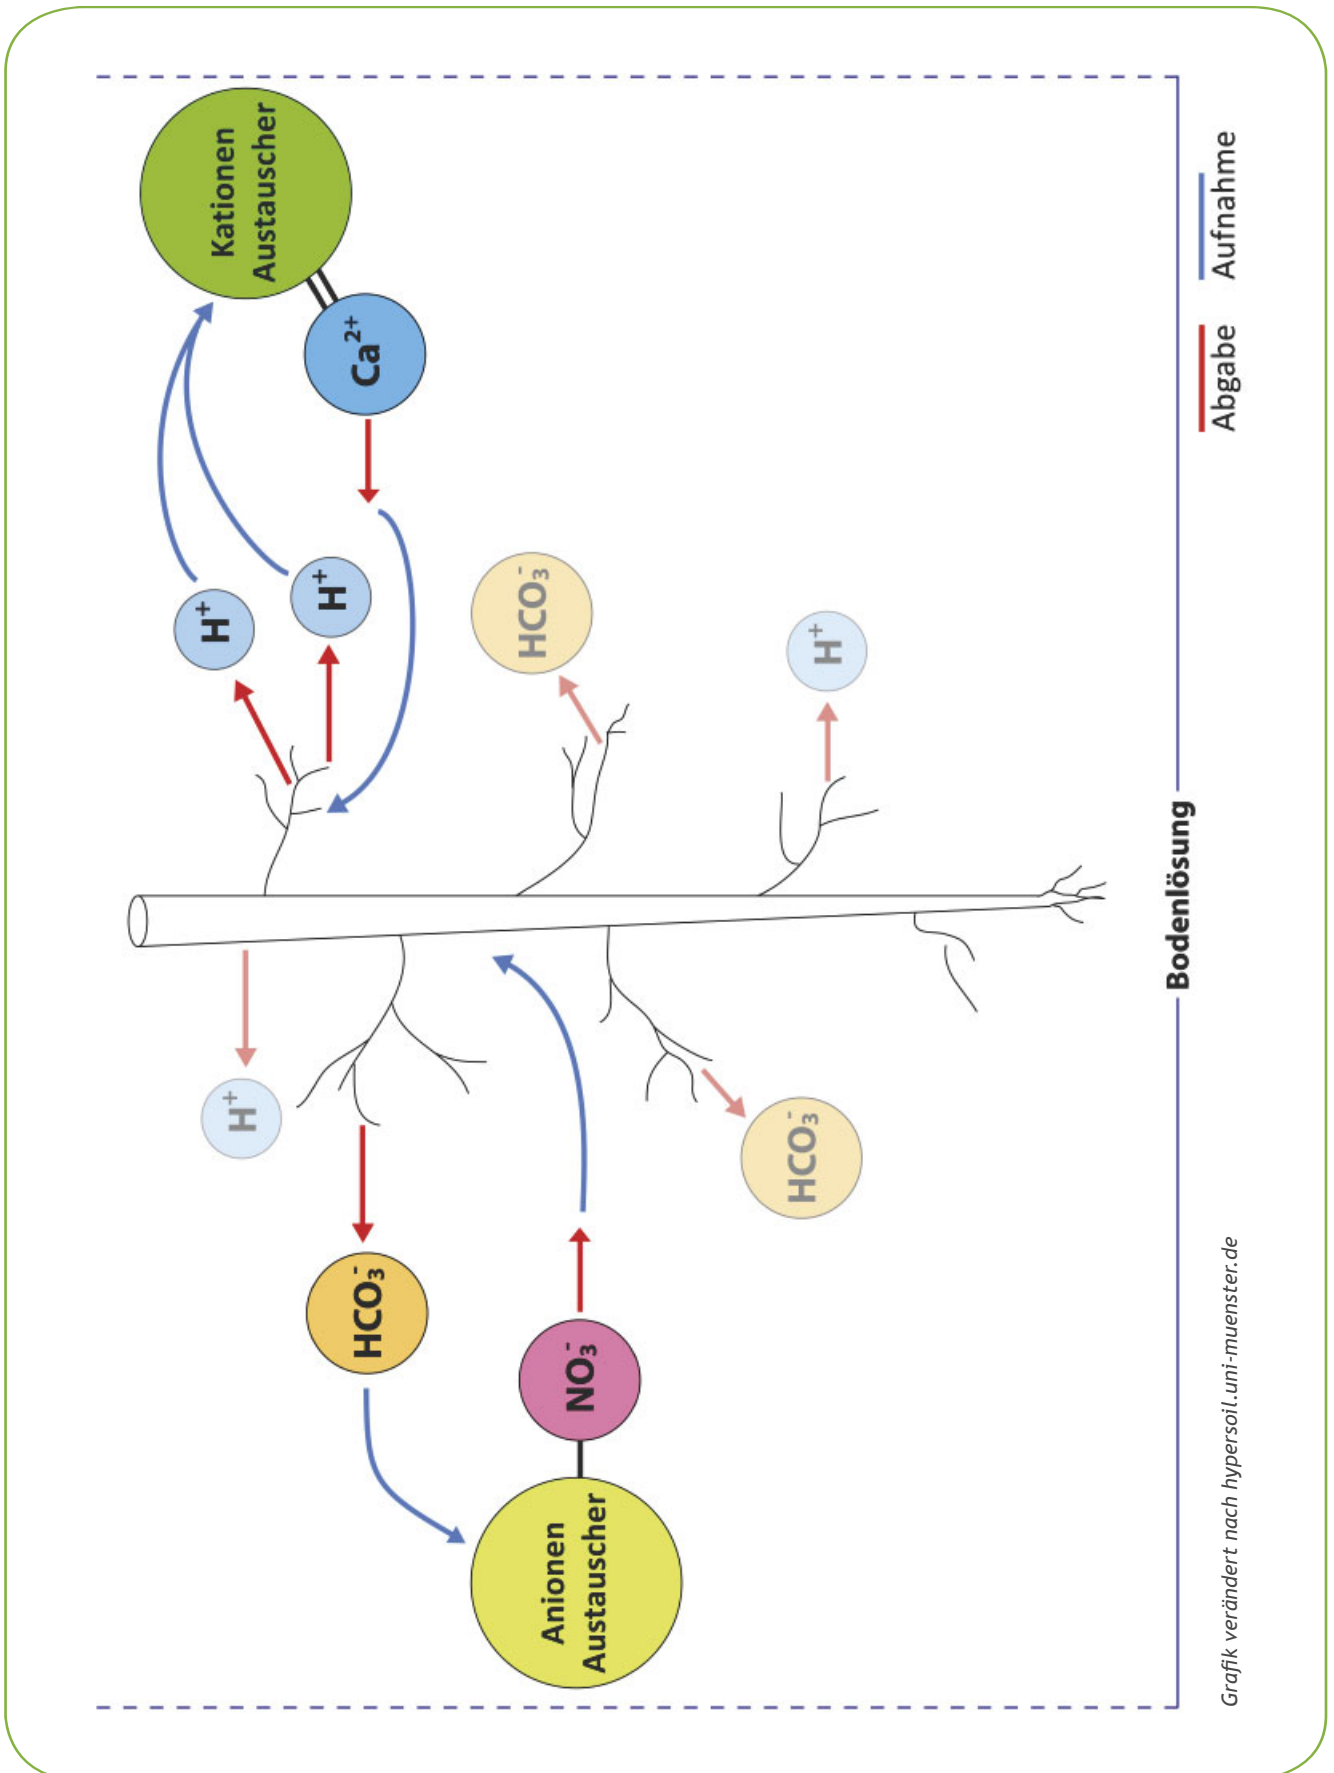 Kationen
Austauscher
Ca²⁺
H⁺
H⁺
HCO₃⁻
H⁺
H⁺
HCO₃⁻
HCO₃⁻
NO₃⁻
Anionen
Austauscher
Bodenlösung
Aufnahme
Abgabe
Grafik verändert nach hypersoil.uni-muenster.de